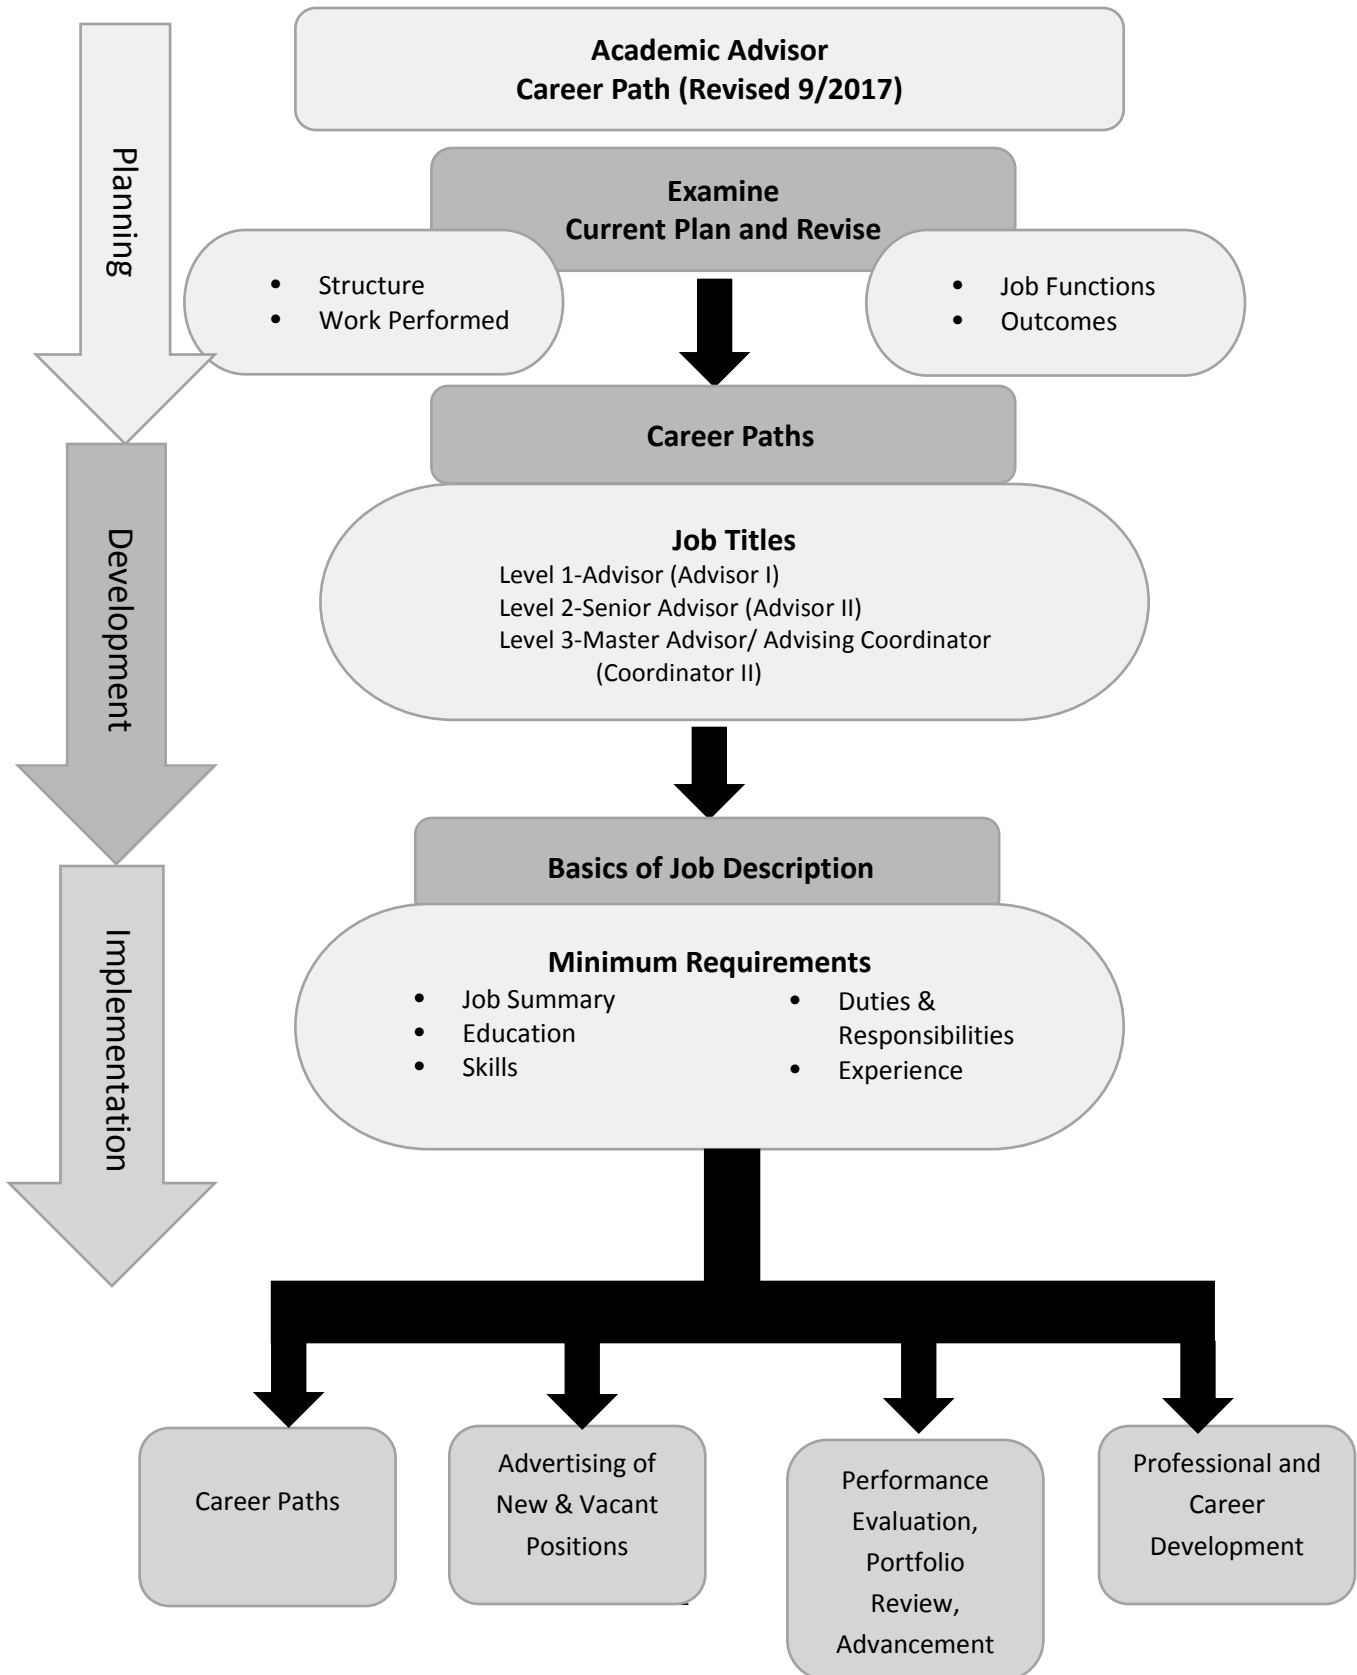 Academic Advisor
Career Path (Revised 9/2017)
Planning
Examine
Current Plan and Revise
• Structure
• Work Performed
• Job Functions
• Outcomes
Career Paths
Development
Job Titles
Level 1-Advisor (Advisor I)
Level 2-Senior Advisor (Advisor II)
Level 3-Master Advisor/ Advising Coordinator
(Coordinator II)
Basics of Job Description
Implementation
Minimum Requirements
• Job Summary
• Education
• Skills
• Duties &
Responsibilities
• Experience
Career Paths
Advertising of
New & Vacant
Positions
Performance
Evaluation,
Portfolio
Review,
Advancement
Professional and
Career
Development